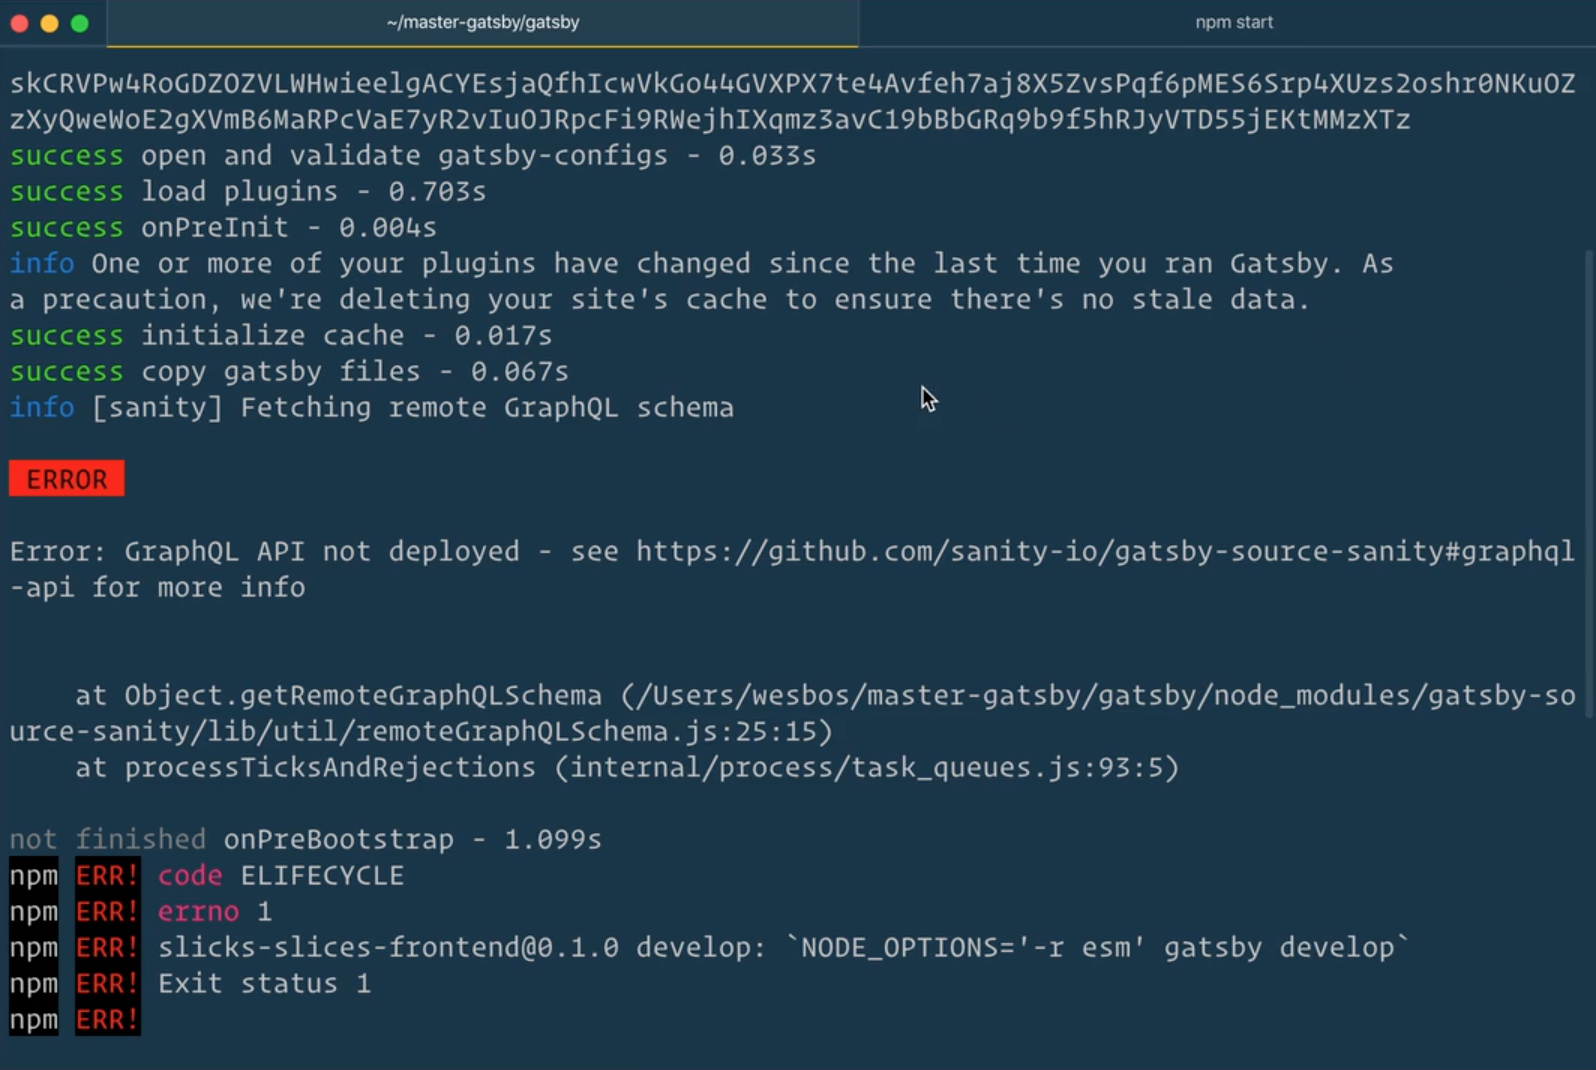 ~/master-gatsby/gatsby
npm start
skCRVPw4RoGDZOZVLWHwieelgACYEsjaQfhIcwVkGo44GVXPX7te4Avfeh7aj8X5ZvsPqf6pMES6Srp4XUzs2oshr0NKuOZ
zXyQweWoE2gXVmB6MaRPcVaE7yR2vIuOJRpcFi9RWejhIXqmz3avC19bBbGRq9b9f5hRJyVTD55jEKtMMzXTz
success open and validate gatsby-configs - 0.033s
success load plugins - 0.703s
success onPreInit - 0.004s
info One or more of your plugins have changed since the last time you ran Gatsby. As
a precaution, we're deleting your site's cache to ensure there's no stale data.
success initialize cache - 0.017s
success copy gatsby files - 0.067s
info [sanity] Fetching remote GraphQL schema
ERROR
Error: GraphQL API not deployed - see https://github.com/sanity-io/gatsby-source-sanity#graphql
-api for more info
at Object.getRemoteGraphQLSchema (/Users/wesbos/master-gatsby/gatsby/node_modules/gatsby-so
urce-sanity/lib/util/remoteGraphQLSchema.js:25:15)
at processTicksAndRejections (internal/process/task_queues.js:93:5)
not finished onPreBootstrap - 1.099s
npm ERR! code ELIFECYCLE
npm ERR! errno 1
npm ERR! slicks-slices-frontend@0.1.0 develop: `NODE_OPTIONS='-r esm' gatsby develop`
npm ERR! Exit status 1
npm ERR!